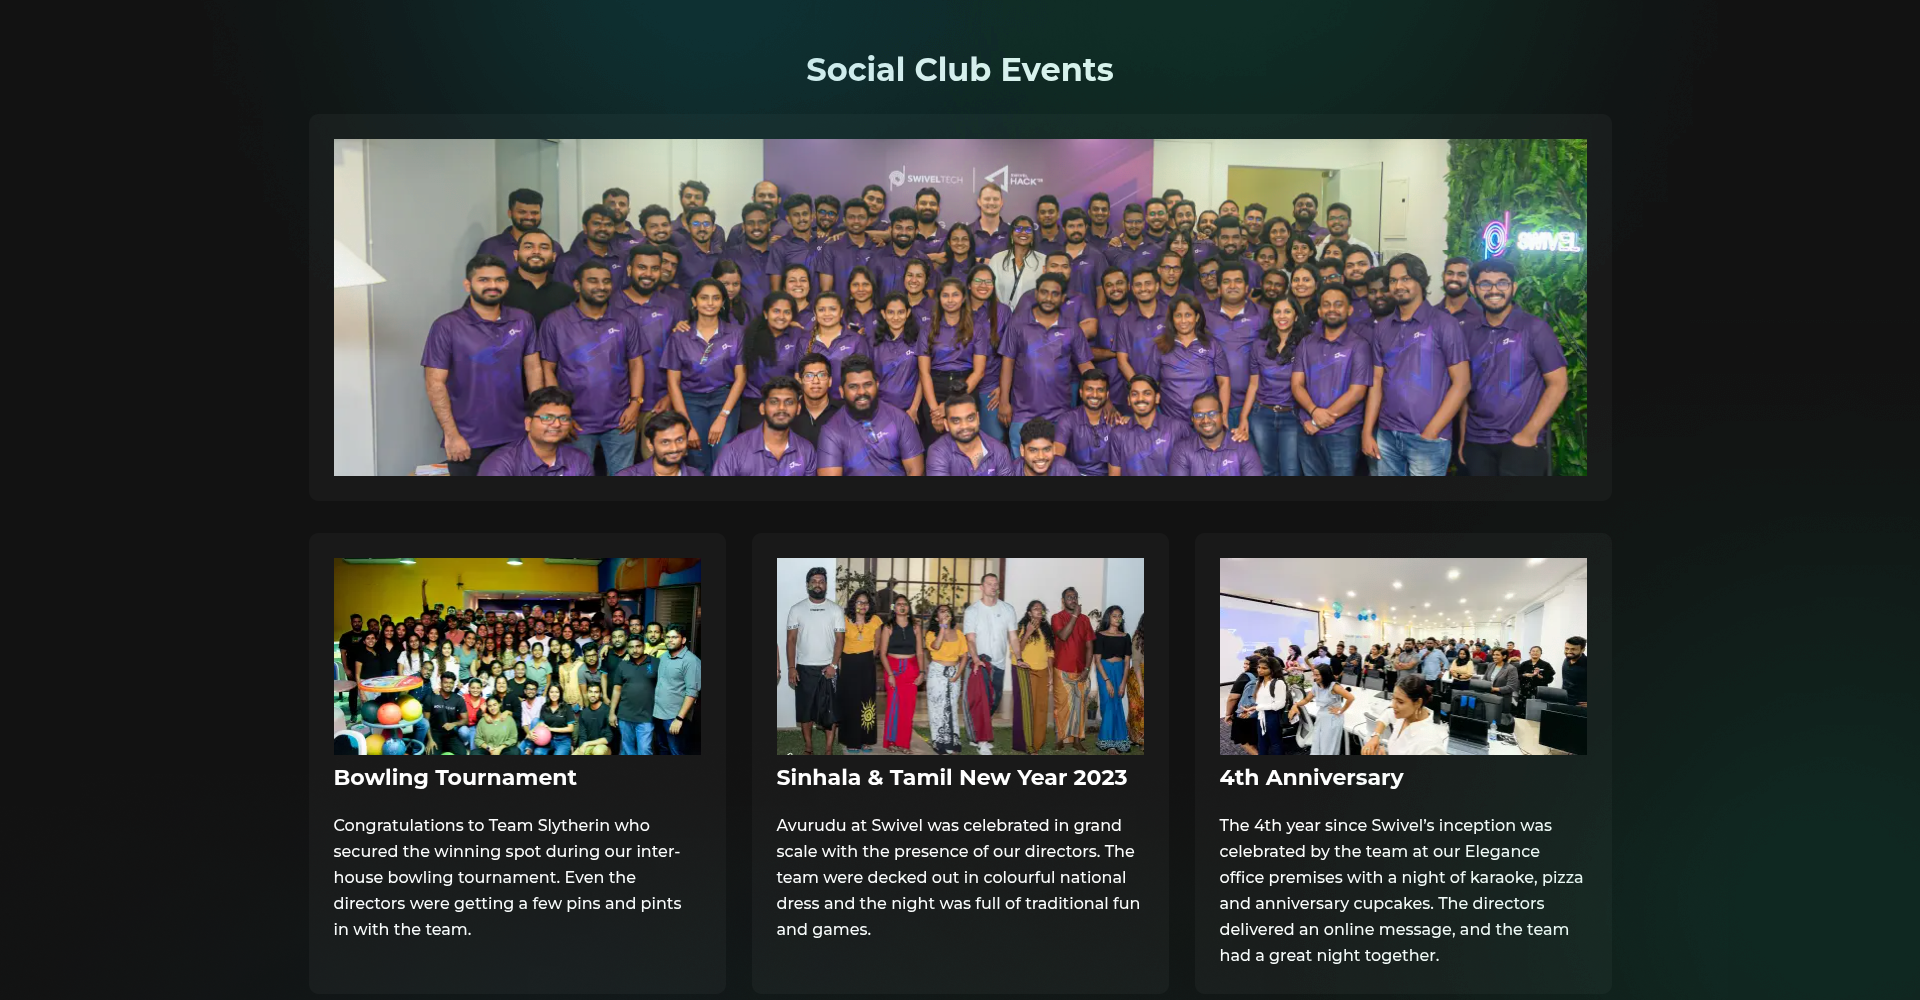 Social Club Events
SWIVELTECH
SWIVEL
HACK™
SWIVEL
Bowling Tournament
Congratulations to Team Slytherin who
secured the winning spot during our inter-
house bowling tournament. Even the
directors were getting a few pins and pints
in with the team.
Sinhala & Tamil New Year 2023
Avurudu at Swivel was celebrated in grand
scale with the presence of our directors. The
team were decked out in colourful national
dress and the night was full of traditional fun
and games.
4th Anniversary
The 4th year since Swivel’s inception was
celebrated by the team at our Elegance
office premises with a night of karaoke, pizza
and anniversary cupcakes. The directors
delivered an online message, and the team
had a great night together.